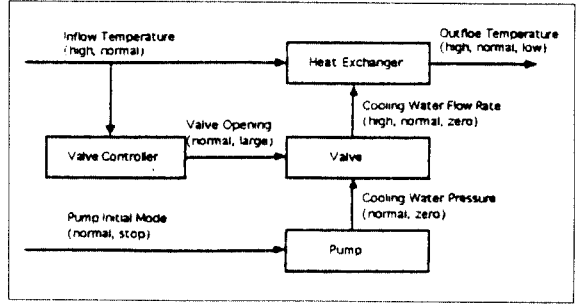 Inflow Temperature
(high, normal)
Outfloe Temperature
(high, normal, low)
Heat Exchanger
Cooling Water Flow Rate
(high, normal, zero)
Valve Opening
(normal, large)
Valve Controller
Valve
Cooling Water Pressure
(normal, zero)
Pump Initial Mode
(normal, stop)
Pump